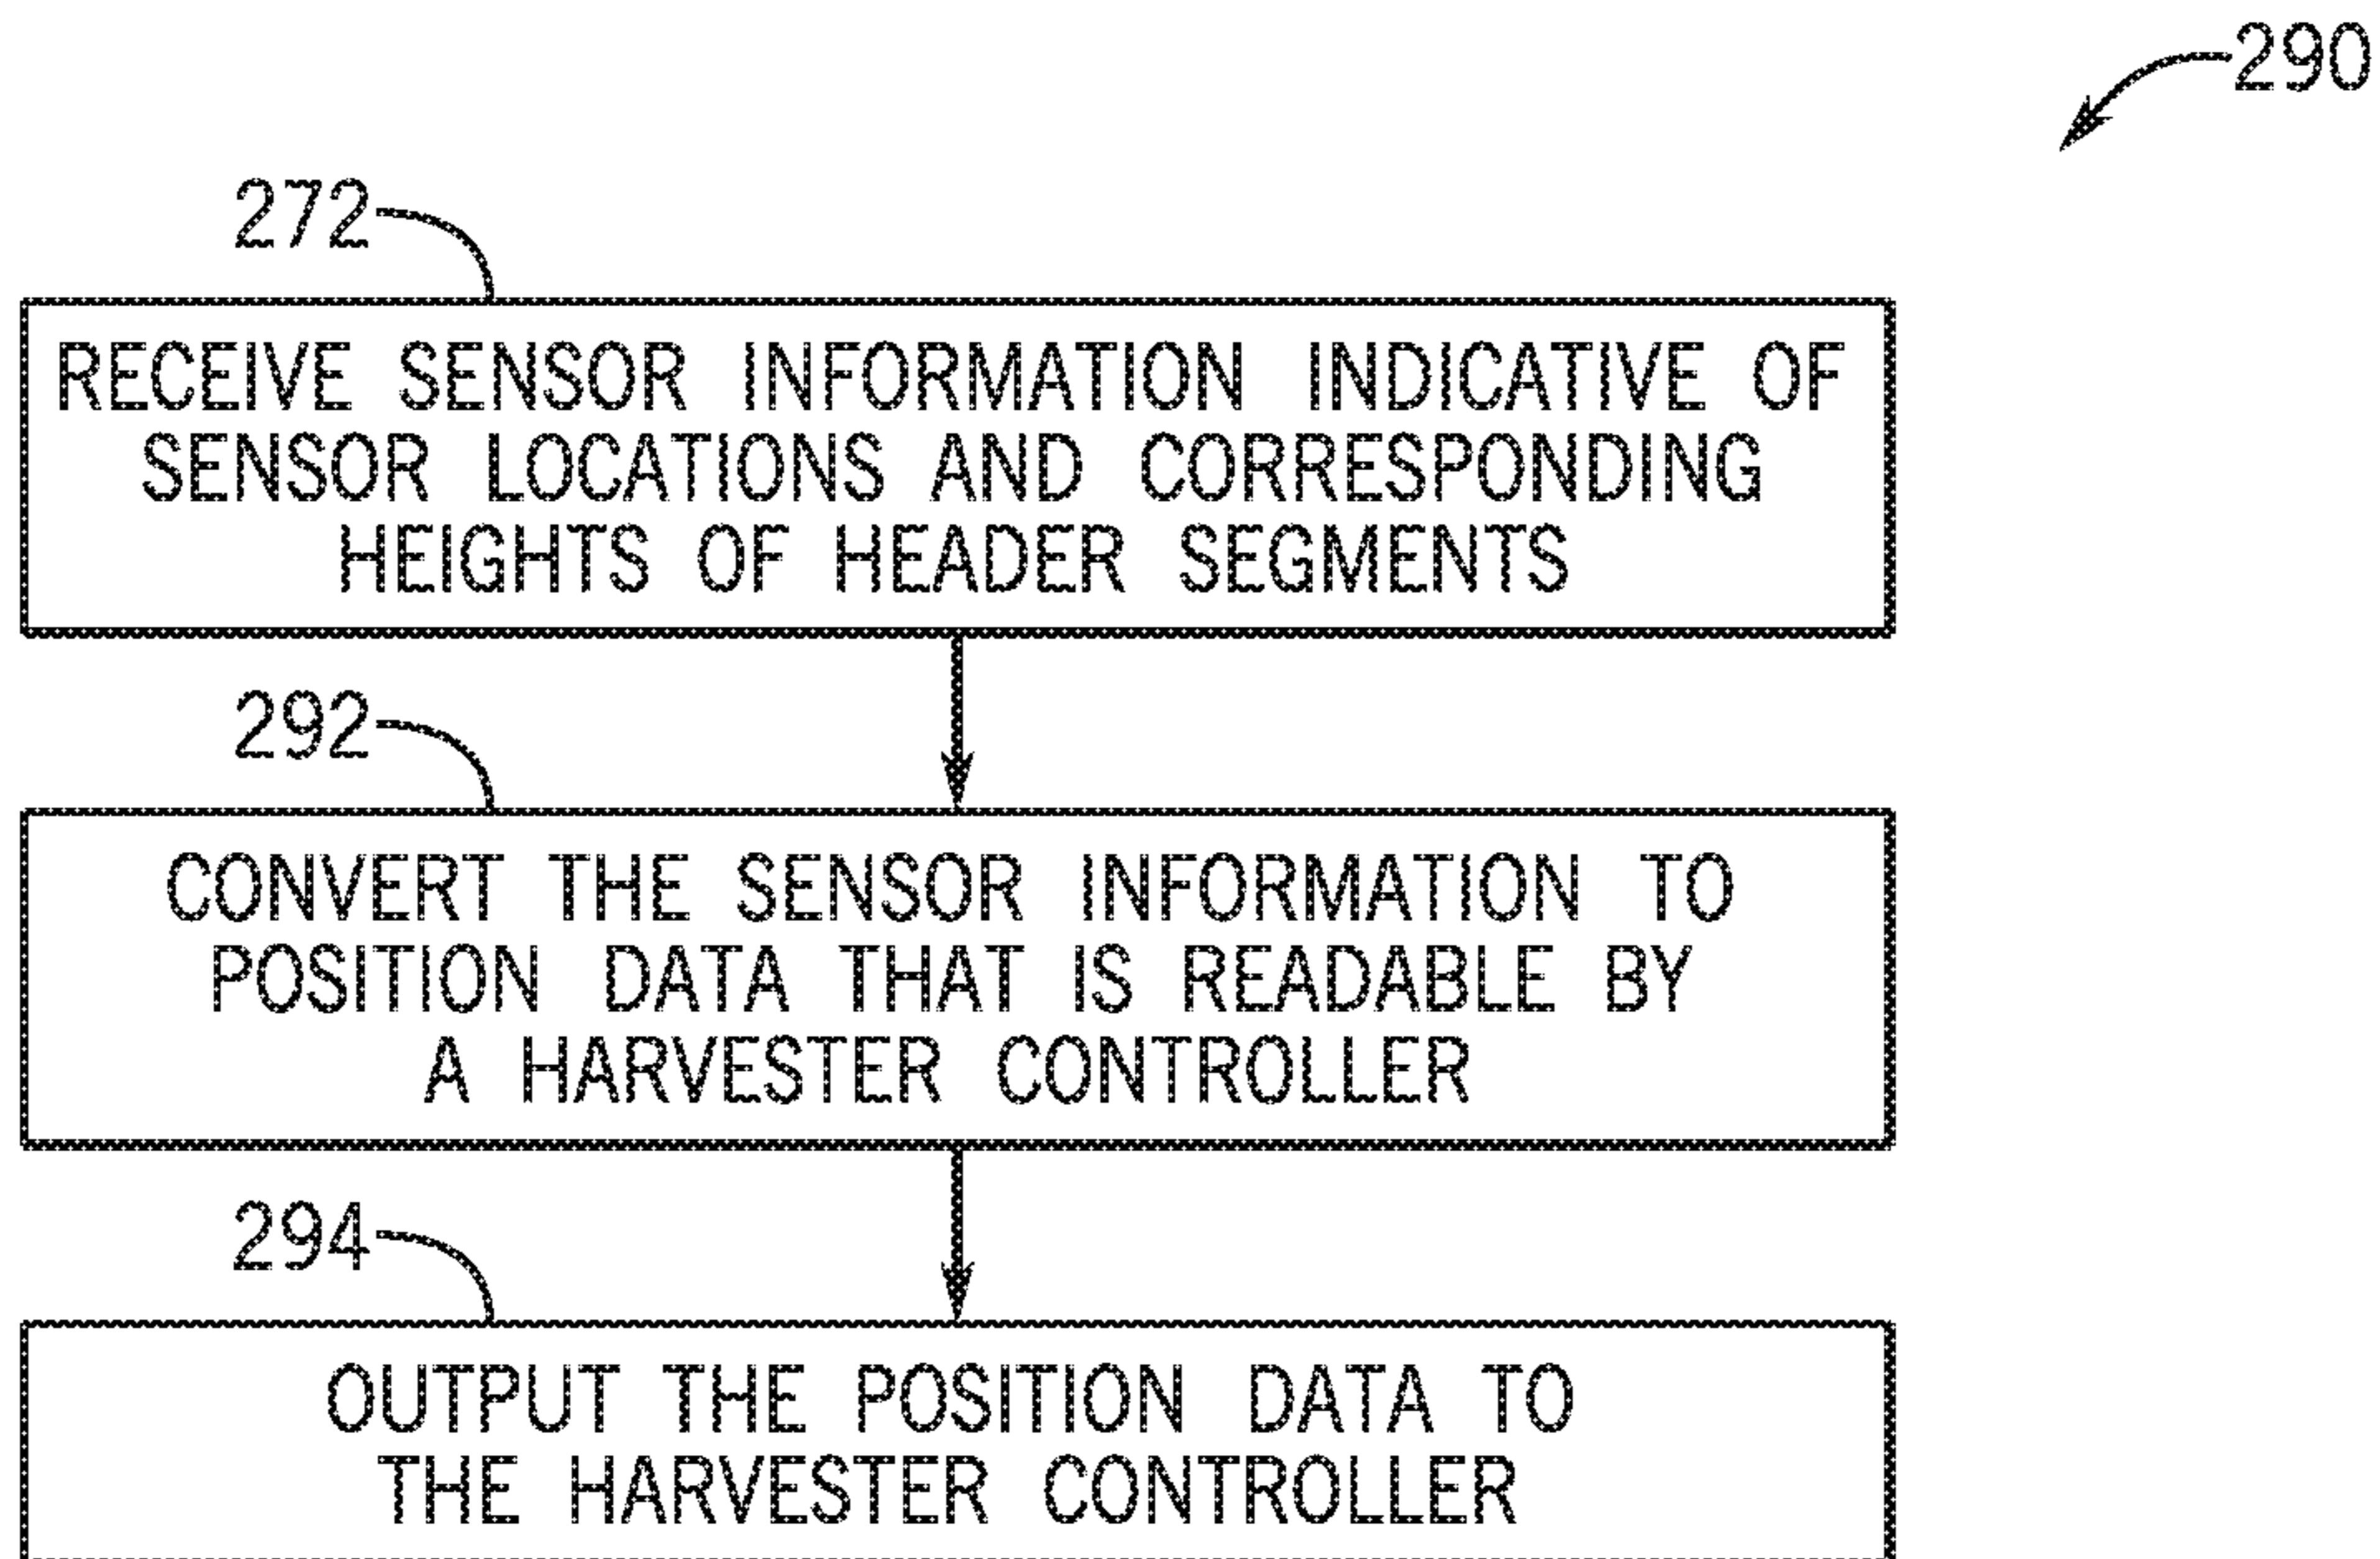 290
272
RECEIVE SENSOR INFORMATION INDICATIVE OF
SENSOR LOCATIONS AND CORRESPONDING
HEIGHTS OF HEADER SEGMENTS
292
CONVERT THE SENSOR INFORMATION TO
POSITION DATA THAT IS READABLE BY
A HARVESTER CONTROLLER
294
OUTPUT THE POSITION DATA TO
THE HARVESTER CONTROLLER